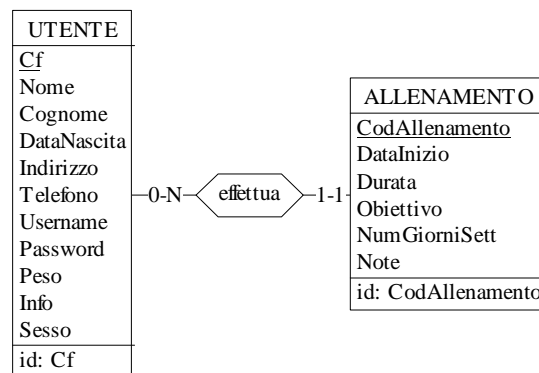 UTENTE
Cf
Nome
Cognome
DataNascita
Indirizzo
Telefono
Username
Password
Peso
Info
Sesso
id: Cf
0-N
effettua
1-1
ALLENAMENTO
CodAllenamento
DataInizio
Durata
Obiettivo
NumGiorniSett
Note
id: CodAllenamento